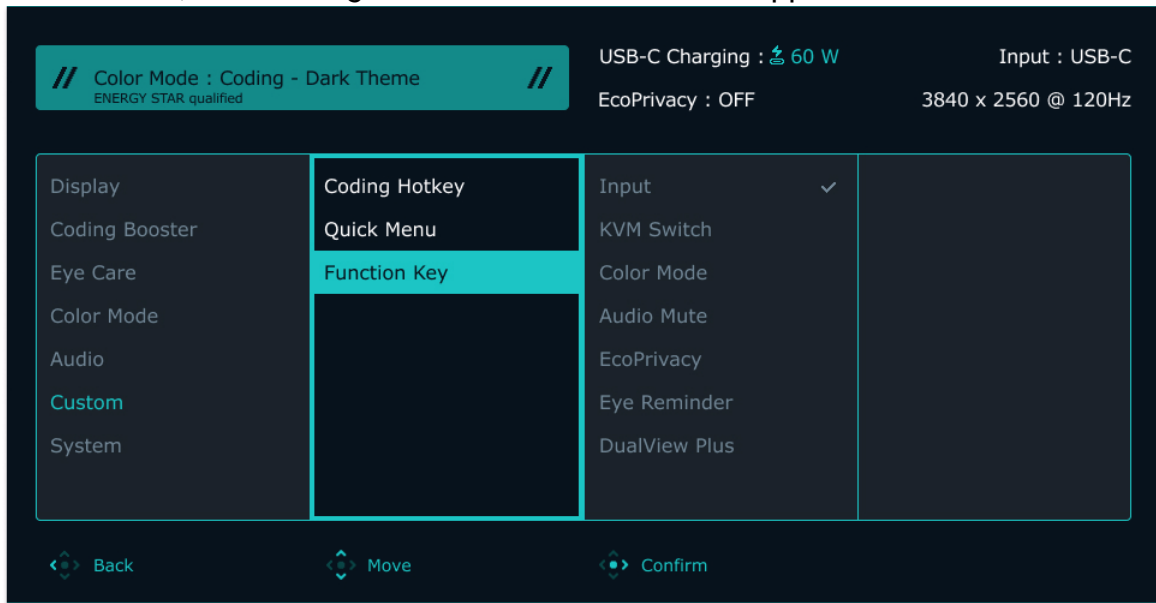 Color Mode : Coding - Dark Theme
ENERGY STAR qualified
USB-C Charging : 60 W
Input : USB-C
EcoPrivacy : OFF
3840 x 2560 @ 120Hz
Display
Coding Booster
Eye Care
Color Mode
Audio
Custom
System
Coding Hotkey
Quick Menu
Function Key
Input
KVM Switch
Color Mode
Audio Mute
EcoPrivacy
Eye Reminder
DualView Plus
Back
Move
Confirm